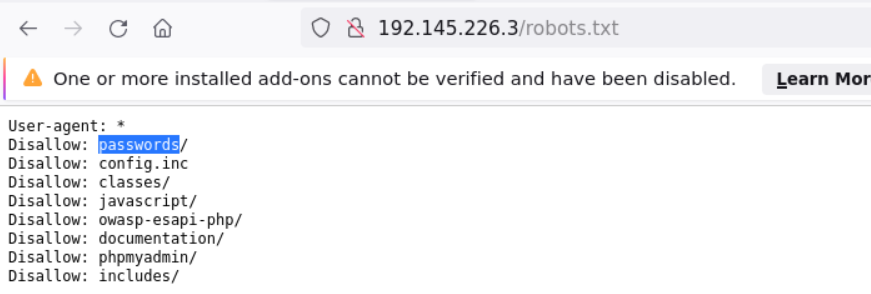 192.145.226.3/robots.txt
One or more installed add-ons cannot be verified and have been disabled. Learn Mor
User-agent: *
Disallow: passwords/
Disallow: config.inc
Disallow: classes/
Disallow: javascript/
Disallow: owasp-esapi-php/
Disallow: documentation/
Disallow: phpmyadmin/
Disallow: includes/